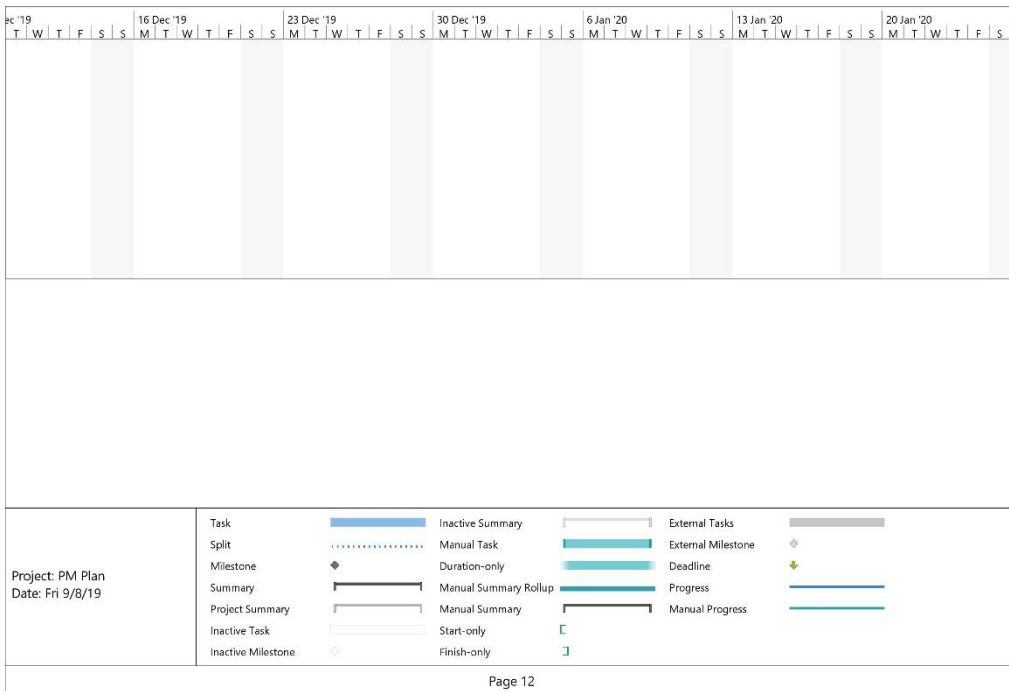 ec '19 16 Dec '19 23 Dec '19 30 Dec '19 6 Jan '20 13 Jan '20 20 Jan '20
T W T F S S M T W T F S S M T W T F S S M T W T F S S M T W T F S S M T W T F S S M T W T F S
Task Inactive Summary External Tasks
Split Manual Task External Milestone
Milestone Duration-only Deadline
Project: PM Plan
Summary Manual Summary Rollup Progress
Date: Fri 9/8/19
Project Summary Manual Summary Manual Progress
Inactive Task Start-only
Inactive Milestone Finish-only
Page 12